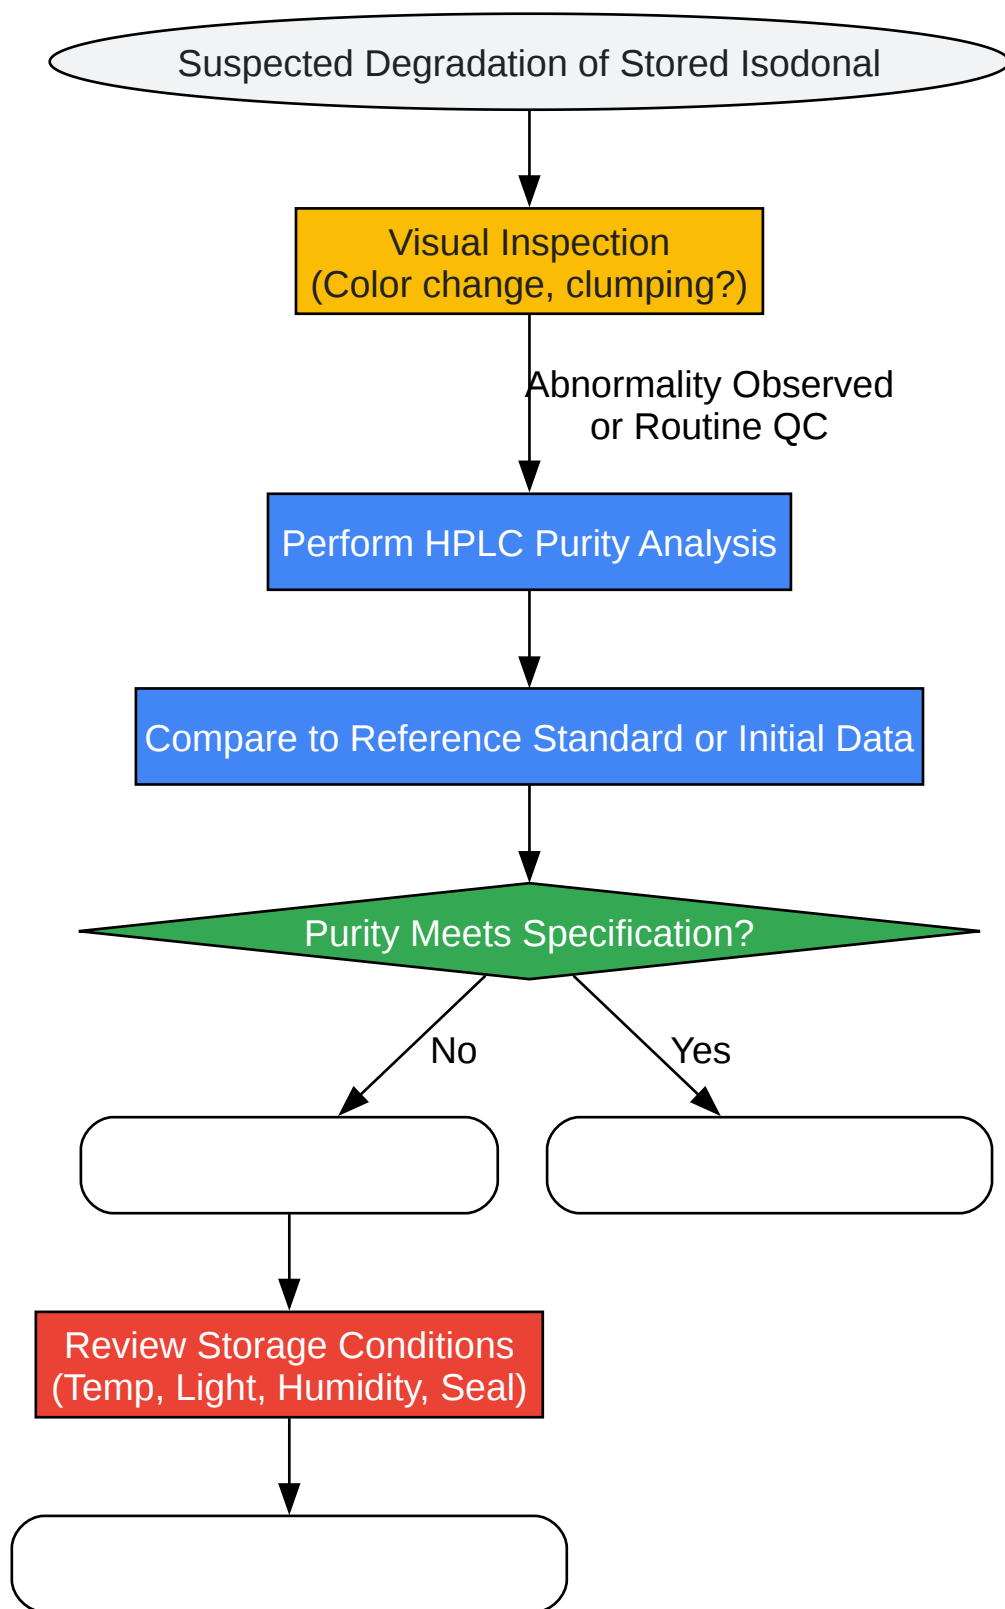 Suspected Degradation of Stored Isodonal
Visual Inspection
(Color change, clumping?)
Abnormality Observed
or Routine QC
Perform HPLC Purity Analysis
Compare to Reference Standard or Initial Data
Purity Meets Specification?
No
Yes
Review Storage Conditions
(Temp, Light, Humidity, Seal)